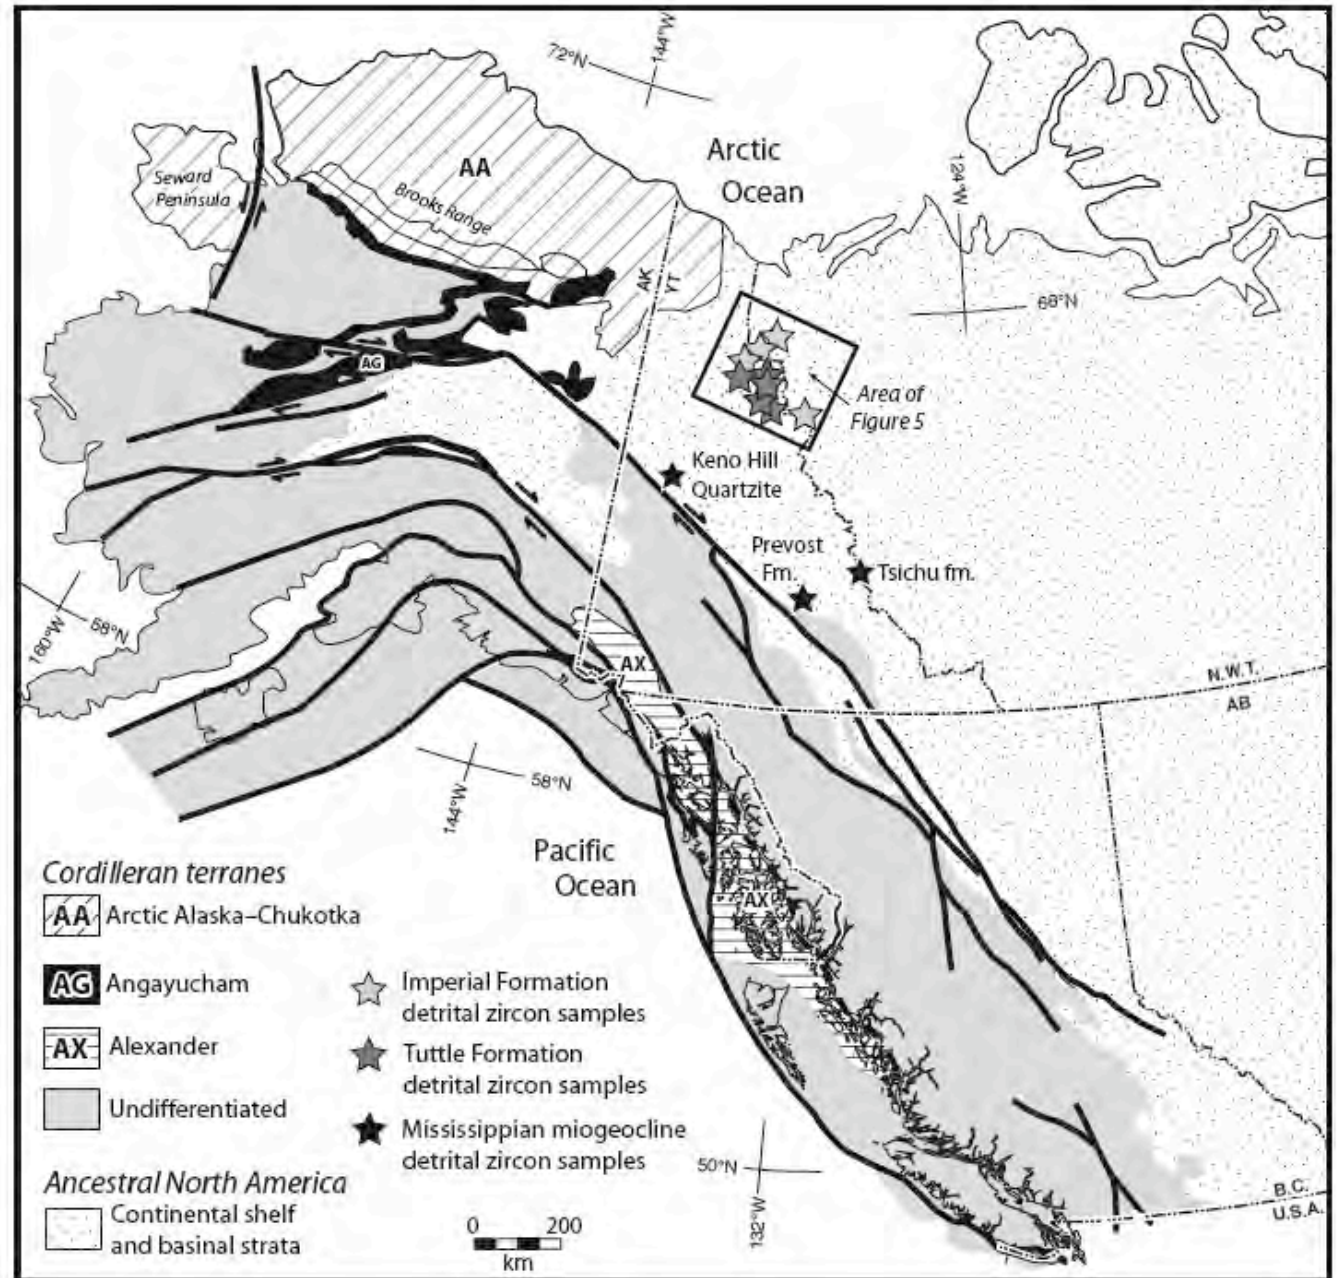 72°N
144°W
Arctic
Ocean
AA
Seward
Peninsula
Brooks Range
124°W
AK
YT
68°N
AG
Area of
Figure 5
Keno Hill
Quartzite
Prevost
Fm.
Tsichu fm.
160°W
58°N
AX
N.W.T.
AB
58°N
144°W
Pacific
Ocean
AX
Cordilleran terranes
AA Arctic Alaska–Chukotka
AG Angayucham
AX Alexander
Undifferentiated
Imperial Formation
detrital zircon samples
Tuttle Formation
detrital zircon samples
Mississippian miogeocline
detrital zircon samples
Ancestral North America
Continental shelf
and basinal strata
0 200
km
50°N
132°W
B.C.
U.S.A.